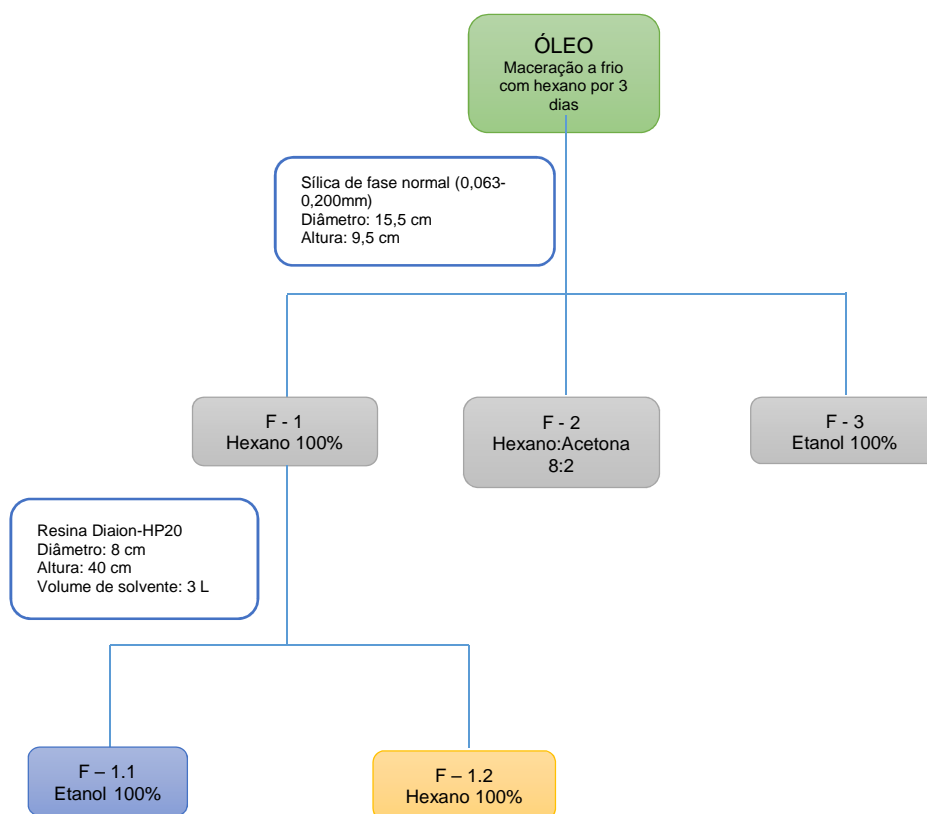 ÓLEO
Maceração a frio
com hexano por 3
dias
Sílica de fase normal (0,063-
0,200mm)
Diâmetro: 15,5 cm
Altura: 9,5 cm
F - 1
Hexano 100%
F - 2
Hexano:Acetona
8:2
F - 3
Etanol 100%
Resina Diaion-HP20
Diâmetro: 8 cm
Altura: 40 cm
Volume de solvente: 3 L
F – 1.1
Etanol 100%
F – 1.2
Hexano 100%